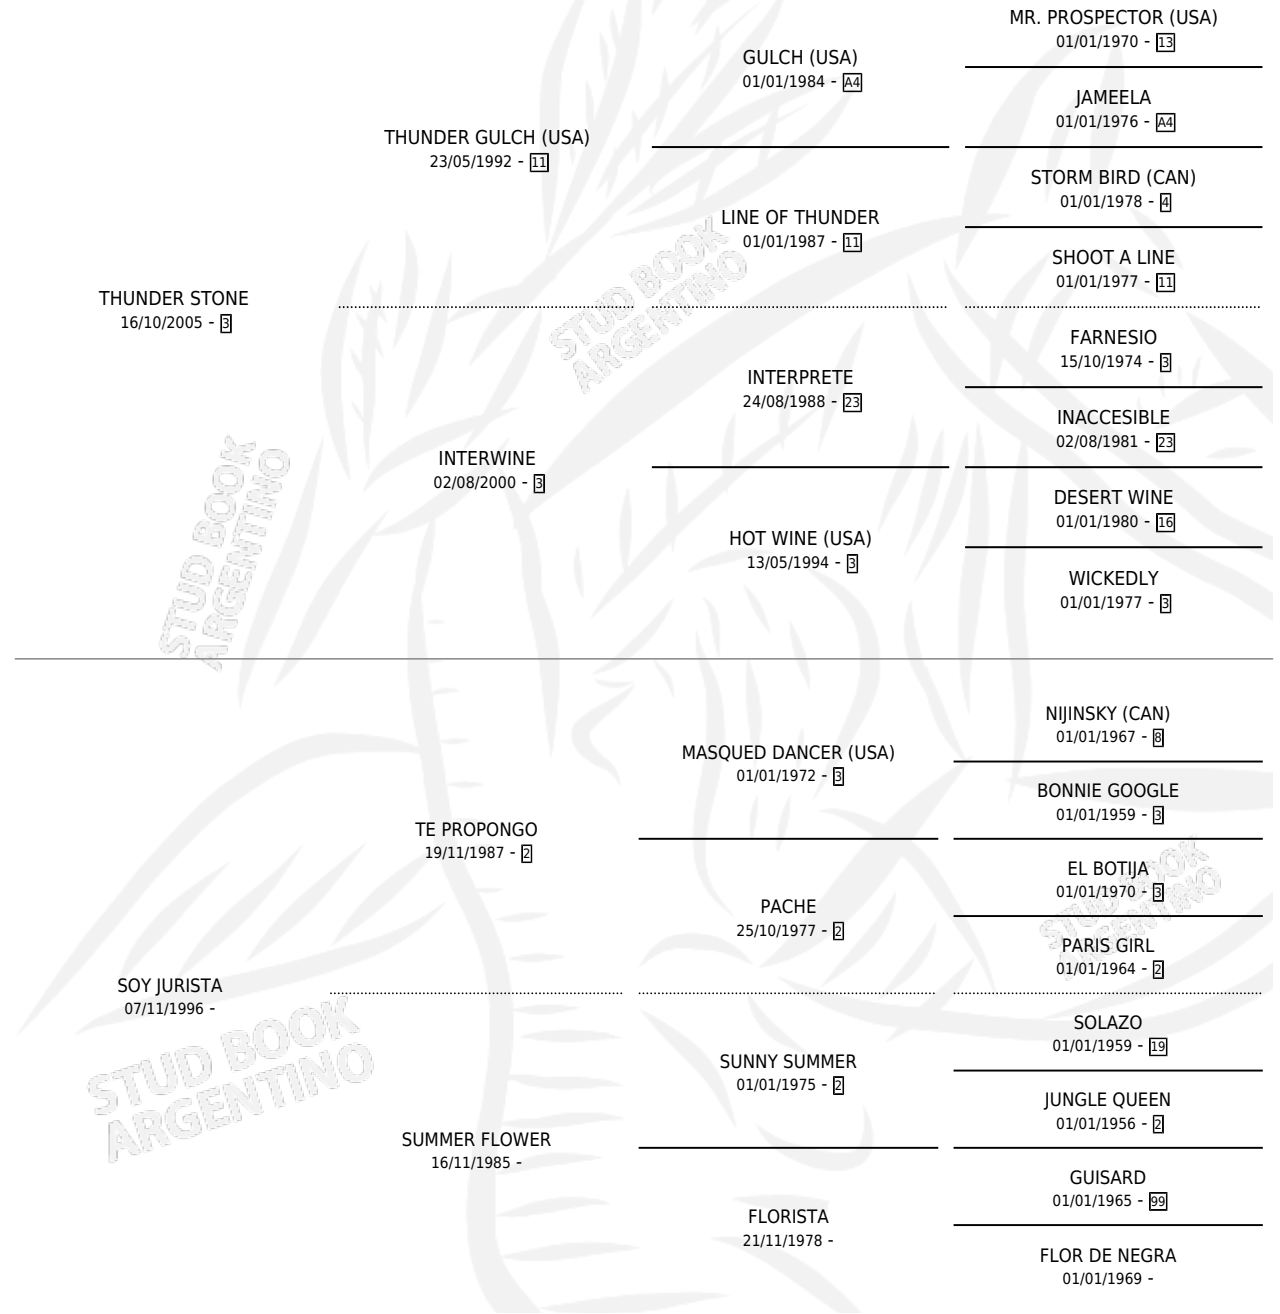 MR. PROSPECTOR (USA)
01/01/1970 - 13
GULCH (USA)
01/01/1984 - A4
JAMEELA
01/01/1976 - A4
THUNDER GULCH (USA)
23/05/1992 - 11
STORM BIRD (CAN)
01/01/1978 - 4
LINE OF THUNDER
01/01/1987 - 11
SHOOT A LINE
01/01/1977 - 11
THUNDER STONE
16/10/2005 - 3
STUD BOOK
ARGENTINO
FARNESIO
15/10/1974 - 3
INTERPRETE
24/08/1988 - 23
INACCESIBLE
02/08/1981 - 23
INTERWINE
02/08/2000 - 3
DESERT WINE
01/01/1980 - 16
HOT WINE (USA)
13/05/1994 - 3
WICKEDLY
01/01/1977 - 3
STUD BOOK
ARGENTINO
NIJINSKY (CAN)
01/01/1967 - 8
MASQUED DANCER (USA)
01/01/1972 - 3
BONNIE GOOGLE
01/01/1959 - 3
TE PROPONGO
19/11/1987 - 2
EL BOTIJA
01/01/1970 - 3
PACHE
25/10/1977 - 2
PARIS GIRL
01/01/1964 - 2
STUD BOOK
ARGENTINO
SOY JURISTA
07/11/1996 -
SOLAZO
01/01/1959 - 19
SUNNY SUMMER
01/01/1975 - 2
JUNGLE QUEEN
01/01/1956 - 2
SUMMER FLOWER
16/11/1985 -
GUISARD
01/01/1965 - 99
FLORISTA
21/11/1978 -
FLOR DE NEGRA
01/01/1969 -
STUD BOOK
ARGENTINO